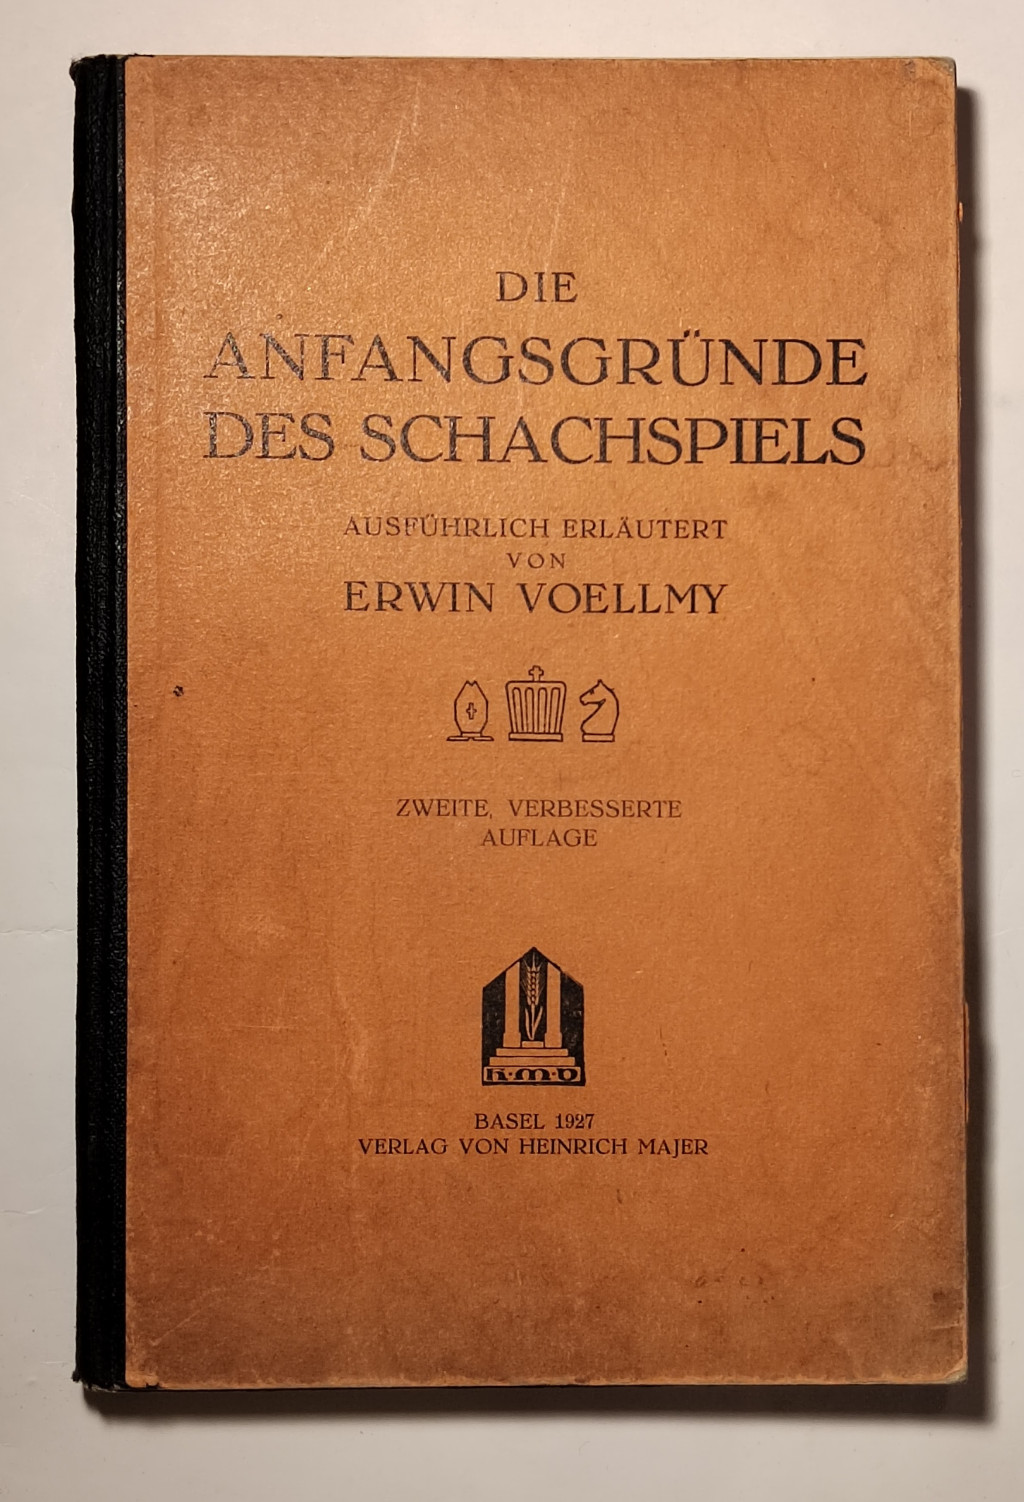 DIE
ANFANGSGRÜNDE
DES SCHACHSPIELS
AUSFÜHRLICH ERLÄUTERT
VON
ERWIN VOELLMY
ZWEITE, VERBESSERTE
AUFLAGE
H·M·V
BASEL 1927
VERLAG VON HEINRICH MAJER